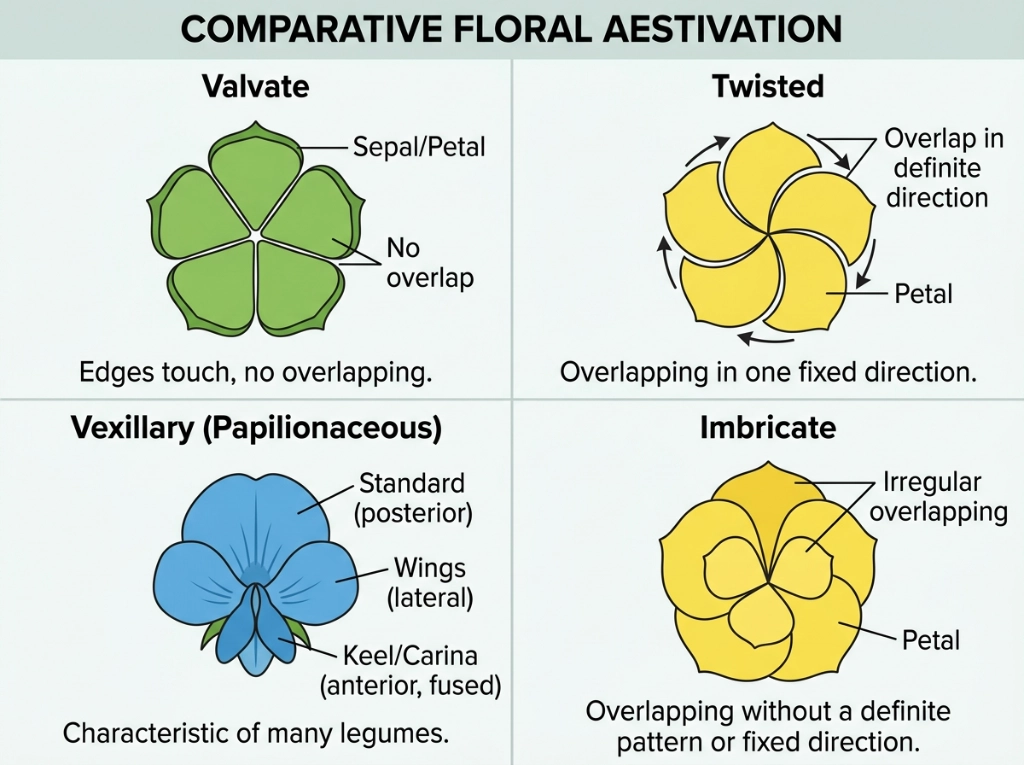 COMPARATIVE FLORAL AESTIVATION
Valvate
Sepal/Petal
No
overlap
Edges touch, no overlapping.
Twisted
Overlap in
definite
direction
Petal
Overlapping in one fixed direction.
Vexillary (Papilionaceous)
Standard
(posterior)
Wings
(lateral)
Keel/Carina
(anterior, fused)
Characteristic of many legumes.
Imbricate
Irregular
overlapping
Petal
Overlapping without a definite
pattern or fixed direction.